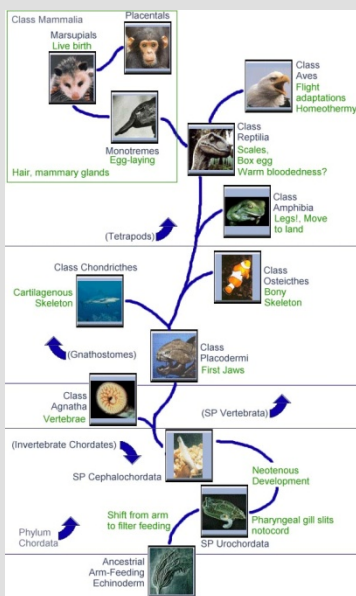 Class Mammalia
Placentals
Marsupials
Live birth
Monotremes
Egg-laying
Hair, mammary glands
Class
Aves
Flight
adaptations
Homeothermy
Class
Reptilia
Scales,
Box egg
Warm bloodedness?
Class
Amphibia
Legs!, Move
to land
(Tetrapods)
Class Chondricthes
Cartilagenous
Skeleton
Class
Osteicthes
Bony
Skeleton
(Gnathostomes)
Class
Placodermi
First Jaws
Class
Agnatha
Vertebrae
(SP Vertebrata)
(Invertebrate Chordates)
SP Cephalochordata
Neotenous
Development
Shift from arm
to filter feeding
Pharyngeal gill slits
notocord
SP Urochordata
Phylum
Chordata
Ancestral
Arm-Feeding
Echinoderm